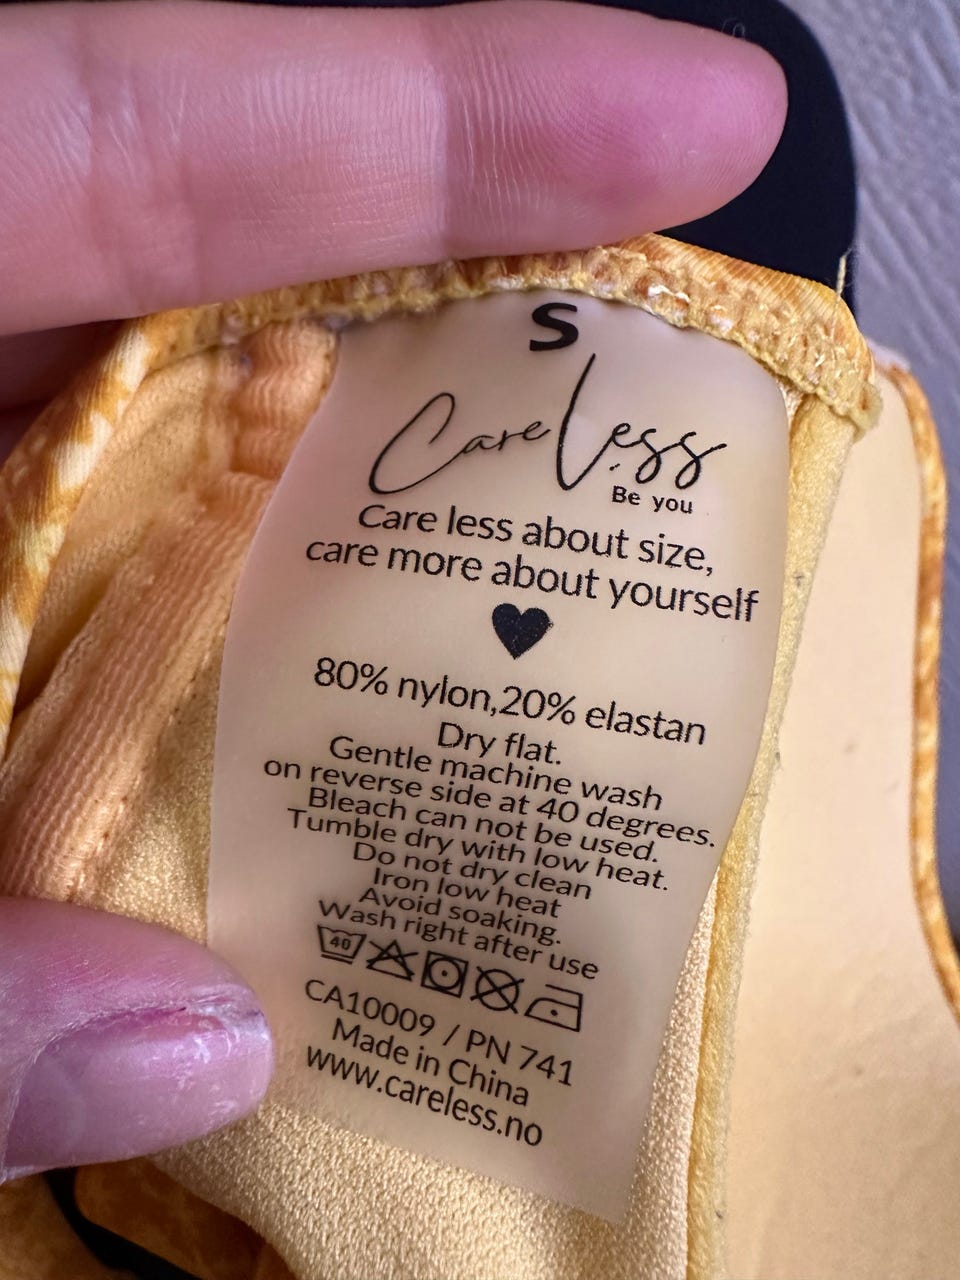 S
CareLess
Be you
Care less about size,
care more about yourself
80% nylon,20% elastan
Dry flat.
Gentle machine wash
on reverse side at 40 degrees.
Bleach can not be used.
Tumble dry with low heat.
Do not dry clean
Iron low heat
Avoid soaking.
Wash right after use
40
CA10009 / PN 741
Made in China
www.careless.no